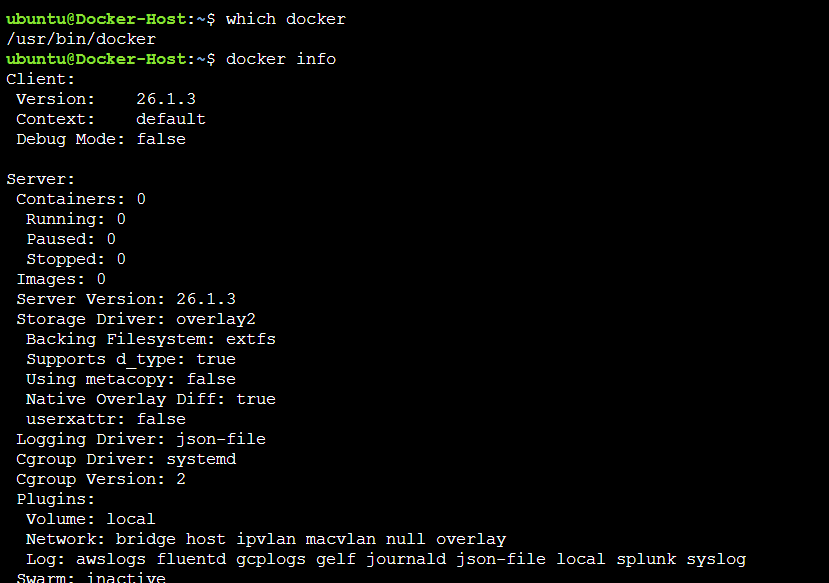 ubuntu@Docker-Host:~$ which docker
/usr/bin/docker
ubuntu@Docker-Host:~$ docker info
Client:
 Version:    26.1.3
 Context:    default
 Debug Mode: false

Server:
 Containers: 0
  Running: 0
  Paused: 0
  Stopped: 0
 Images: 0
 Server Version: 26.1.3
 Storage Driver: overlay2
  Backing Filesystem: extfs
  Supports d_type: true
  Using metacopy: false
  Native Overlay Diff: true
  userxattr: false
 Logging Driver: json-file
 Cgroup Driver: systemd
 Cgroup Version: 2
 Plugins:
  Volume: local
  Network: bridge host ipvlan macvlan null overlay
  Log: awslogs fluentd gcplogs gelf journald json-file local splunk syslog
 Swarm: inactive